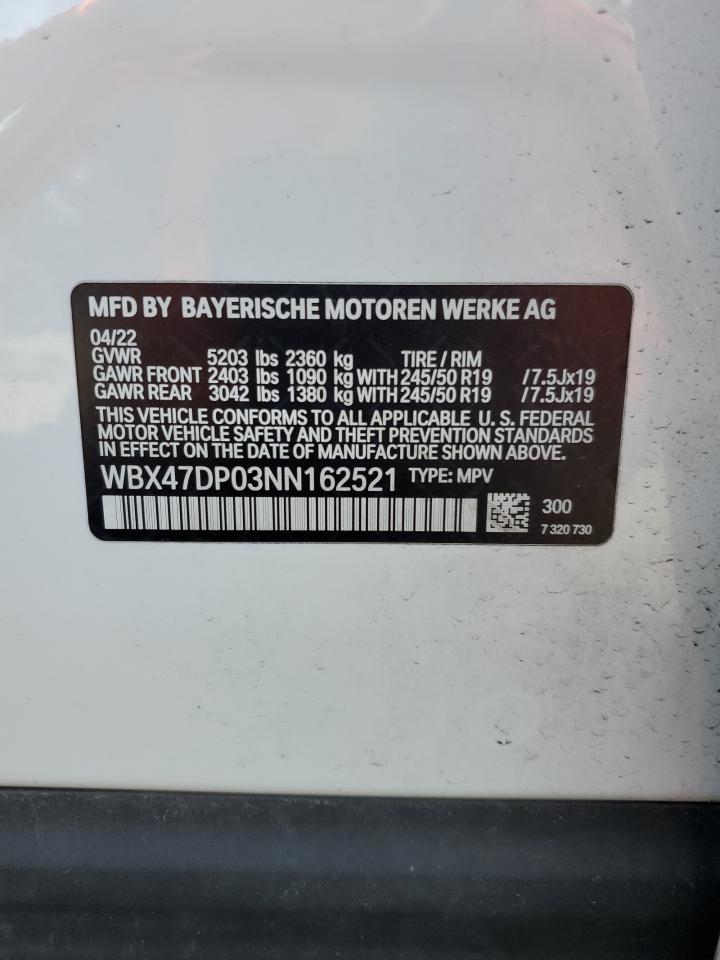 MFD BY BAYERISCHE MOTOREN WERKE AG
04/22
GVWR 5203 lbs 2360 kg TIRE / RIM
GAWR FRONT 2403 lbs 1090 kg WITH 245/50 R19 /7.5Jx19
GAWR REAR 3042 lbs 1380 kg WITH 245/50 R19 /7.5Jx19
THIS VEHICLE CONFORMS TO ALL APPLICABLE U. S. FEDERAL
MOTOR VEHICLE SAFETY AND THEFT PREVENTION STANDARDS
IN EFFECT ON THE DATE OF MANUFACTURE SHOWN ABOVE.
WBX47DP03NN162521 TYPE: MPV
300
7 320 730